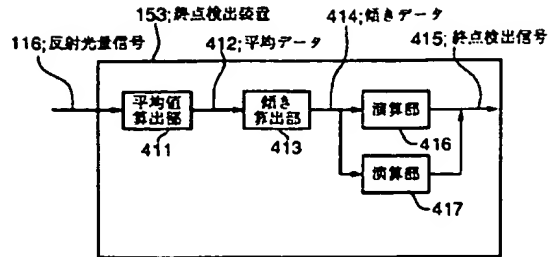 153;終点検出装置
414;傾きデータ
116;反射光量信号
412;平均データ
415;終点検出信号
平均値
算出部
411
傾き
算出部
413
演算部
416
演算部
417